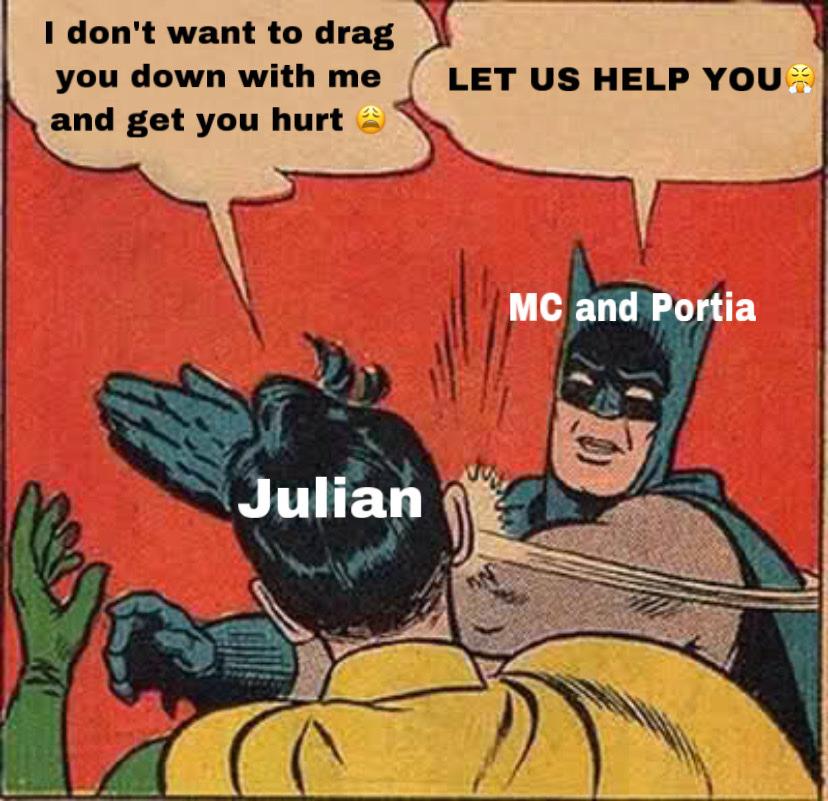 I don't want to drag
you down with me
and get you hurt 😩
LET US HELP YOU😤
MC and Portia
Julian